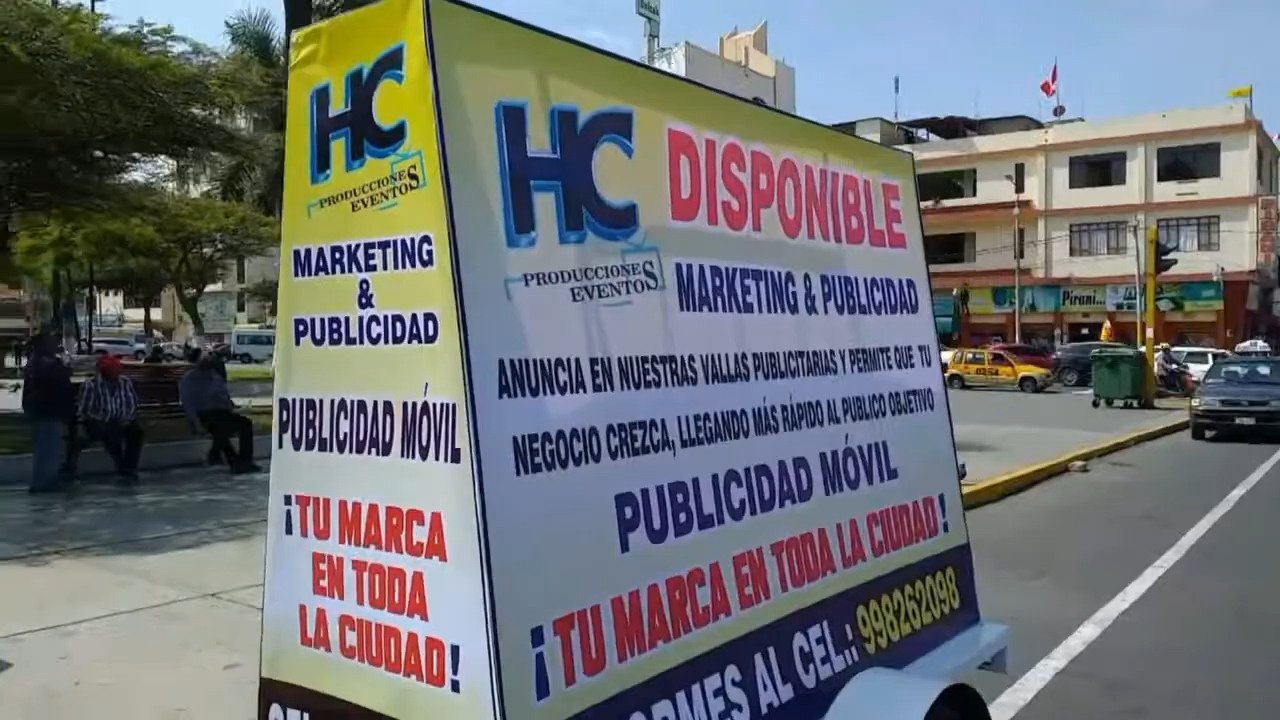 HC
PRODUCCIONES
EVENTOS
MARKETING
&
PUBLICIDAD
PUBLICIDAD MÓVIL
¡TU MARCA
EN TODA
LA CIUDAD!
HC
PRODUCCIONES
EVENTOS
DISPONIBLE
MARKETING & PUBLICIDAD
ANUNCIA EN NUESTRAS VALLAS PUBLICITARIAS Y PERMITE QUE TU
NEGOCIO CREZCA, LLEGANDO MÁS RÁPIDO AL PUBLICO OBJETIVO
PUBLICIDAD MÓVIL
¡TU MARCA EN TODA LA CIUDAD!
AL CEL.: 998262098
Pirani...